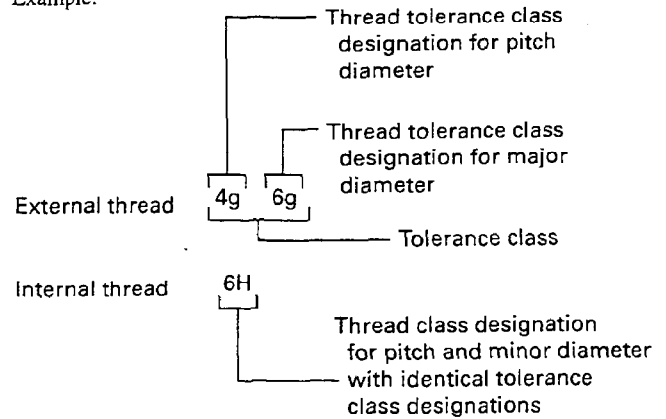 Example:
Thread tolerance class
designation for pitch
diameter
Thread tolerance class
designation for major
diameter
External thread
4g 6g
Tolerance class
Internal thread
6H
Thread class designation
for pitch and minor diameter
with identical tolerance
class designations